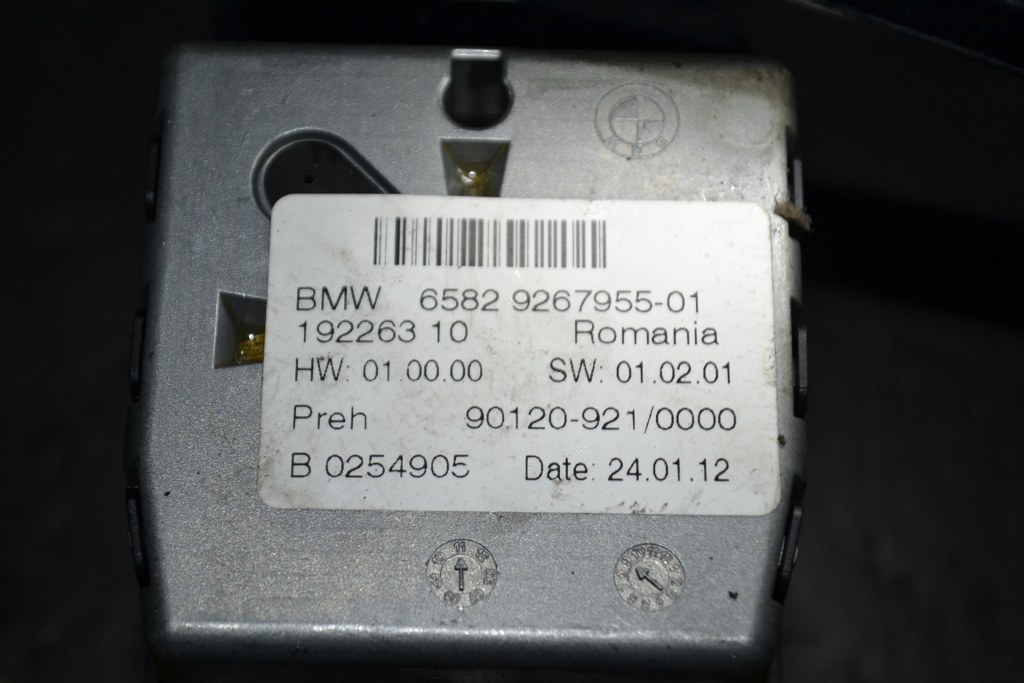 BMW 6582 9267955-01
192263 10 Romania
HW: 01.00.00 SW: 01.02.01
Preh 90120-921/0000
B 0254905 Date: 24.01.12